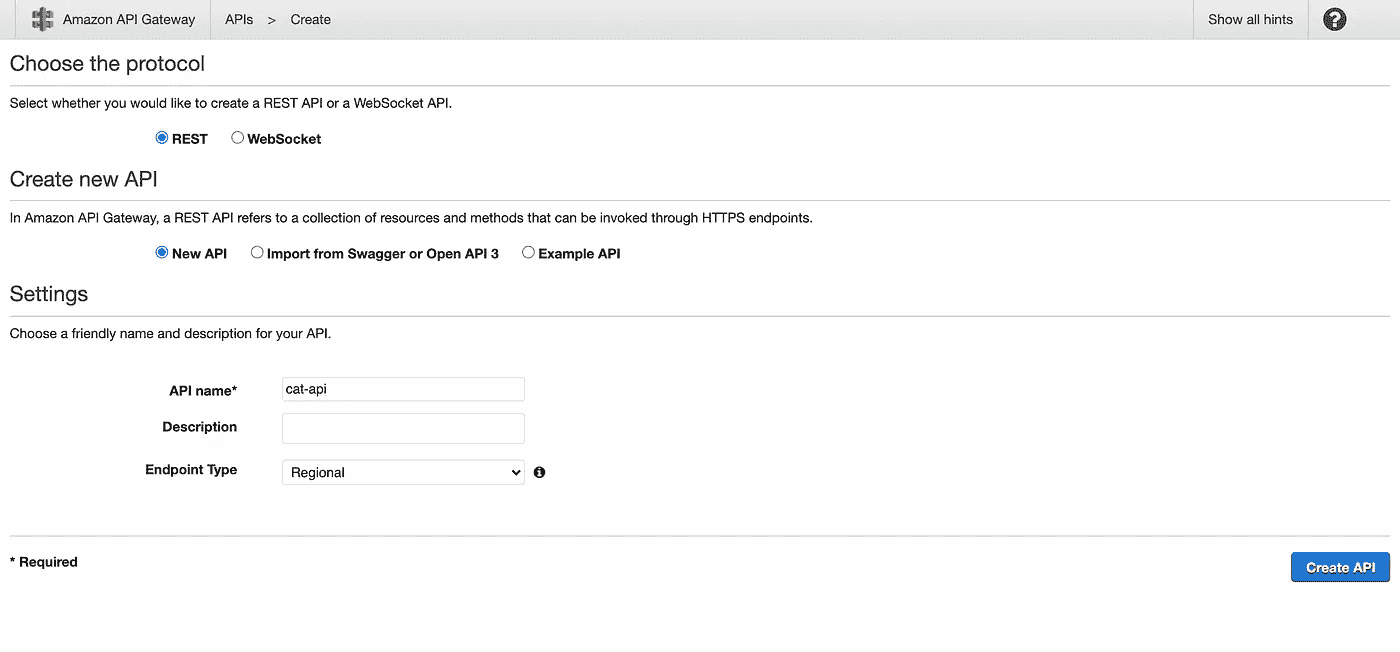 Amazon API Gateway APIs > Create Show all hints ?
Choose the protocol
Select whether you would like to create a REST API or a WebSocket API.
REST WebSocket
Create new API
In Amazon API Gateway, a REST API refers to a collection of resources and methods that can be invoked through HTTPS endpoints.
New API Import from Swagger or Open API 3 Example API
Settings
Choose a friendly name and description for your API.
API name* cat-api
Description
Endpoint Type Regional
* Required
Create API